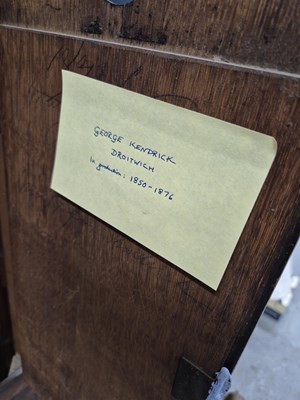 GEORGE KENDRICK
DROITWICH
In production: 1850-1876